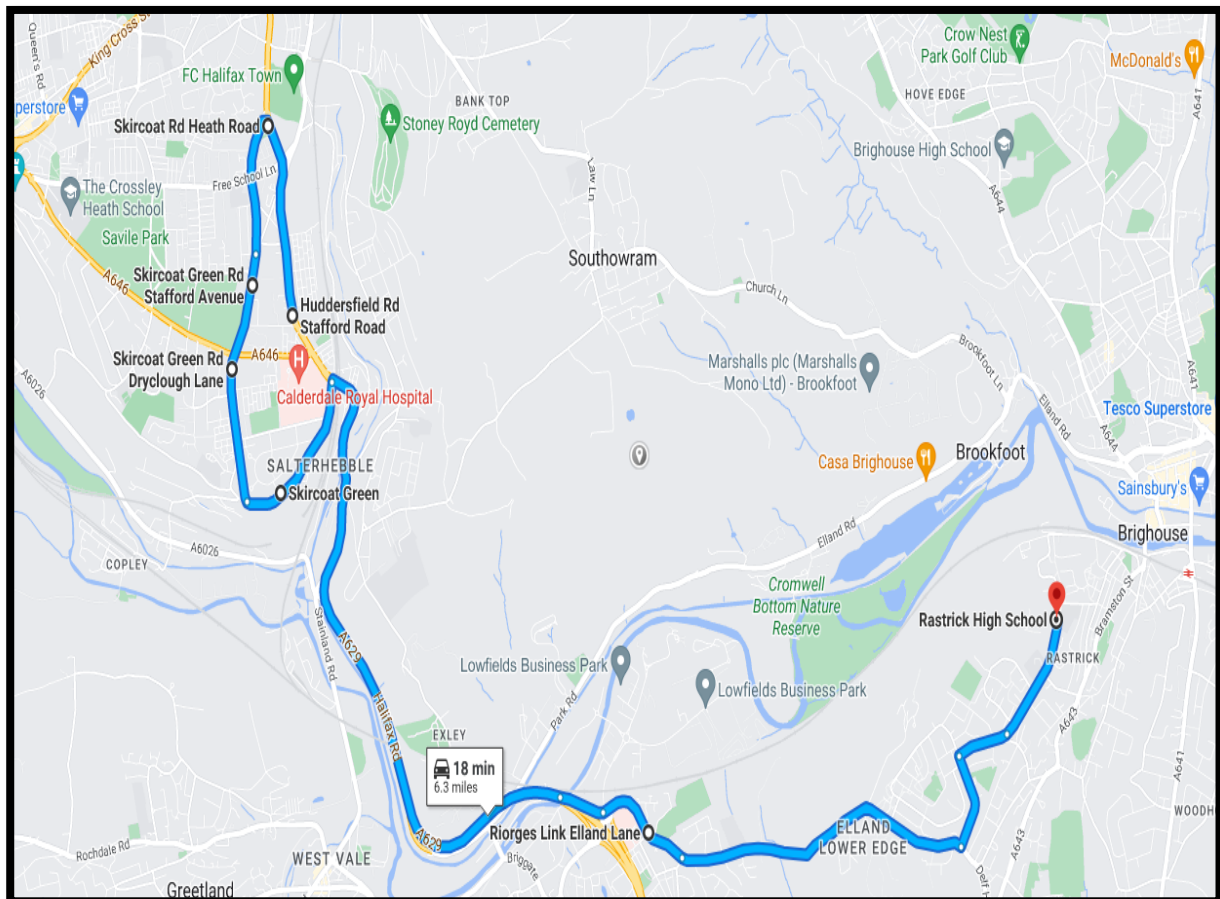 Queen's Rd
King Cross St
FC Halifax Town
perstore
Skircoat Rd Heath Road
BANK TOP
Stoney Royd Cemetery
Crow Nest
Park Golf Club
McDonald's
HOVE EDGE
A641
Brighouse High School
Law Ln
Free School Ln
The Crossley
Heath School
Savile Park
A644
Southowram
Skircoat Green Rd
Stafford Avenue
A646
Huddersfield Rd
Stafford Road
Church Ln
Skircoat Green Rd
Dryclough Lane
A646
Calderdale Royal Hospital
Marshalls plc (Marshalls
Mono Ltd) - Brookfoot
Brookfoot Ln
A641
A6026
Elland Rd
Tesco Superstore
A644
SALTERHEBBLE
Skircoat Green
Casa Brighouse
Brookfoot
Sainsbury's
Elland Rd
Brighouse
A6026
COPLEY
Cromwell
Bottom Nature
Reserve
Stainland Rd
Bramston St
Rastrick High School
A629
Lowfields Business Park
Lowfields Business Park
RASTRICK
Halifax Rd
Park Rd
A643
EXLEY
18 min
6.3 miles
A641
A629
Riorges Link Elland Lane
ELLAND
LOWER EDGE
WOODHO
Rochdale Rd
WEST VALE
Briggate
A643
Delf H
Greetland